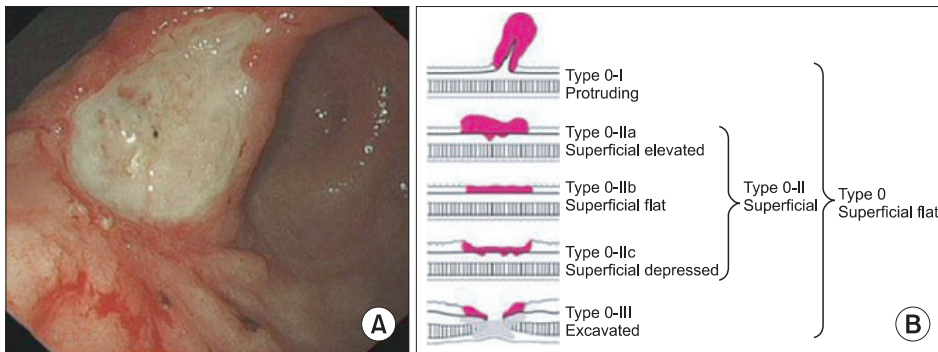 A
Type 0-I
Protruding
Type 0-IIa
Superficial elevated
Type 0-IIb
Superficial flat
Type 0-IIc
Superficial depressed
Type 0-III
Excavated
Type 0-II
Superficial
Type 0
Superficial flat
B